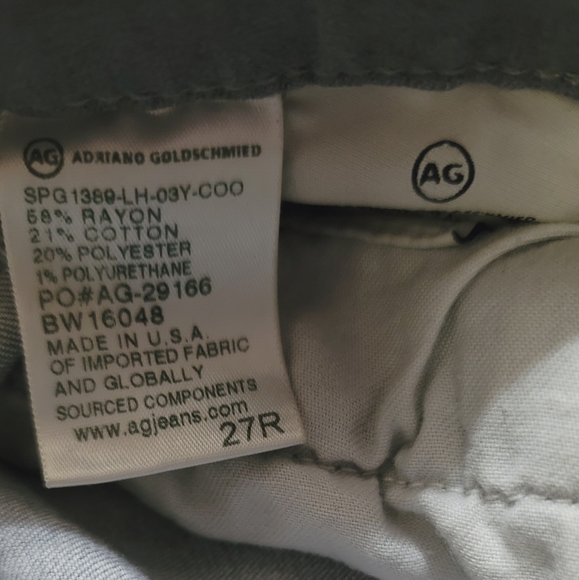 AG ADRIANO GOLDSCHMIED
SPG1389-LH-03Y-COO
58% RAYON
21% COTTON
20% POLYESTER
1% POLYURETHANE
PO#AG-29166
BW16048
MADE IN U.S.A.
OF IMPORTED FABRIC
AND GLOBALLY
SOURCED COMPONENTS
www.agjeans.com
27R
AG